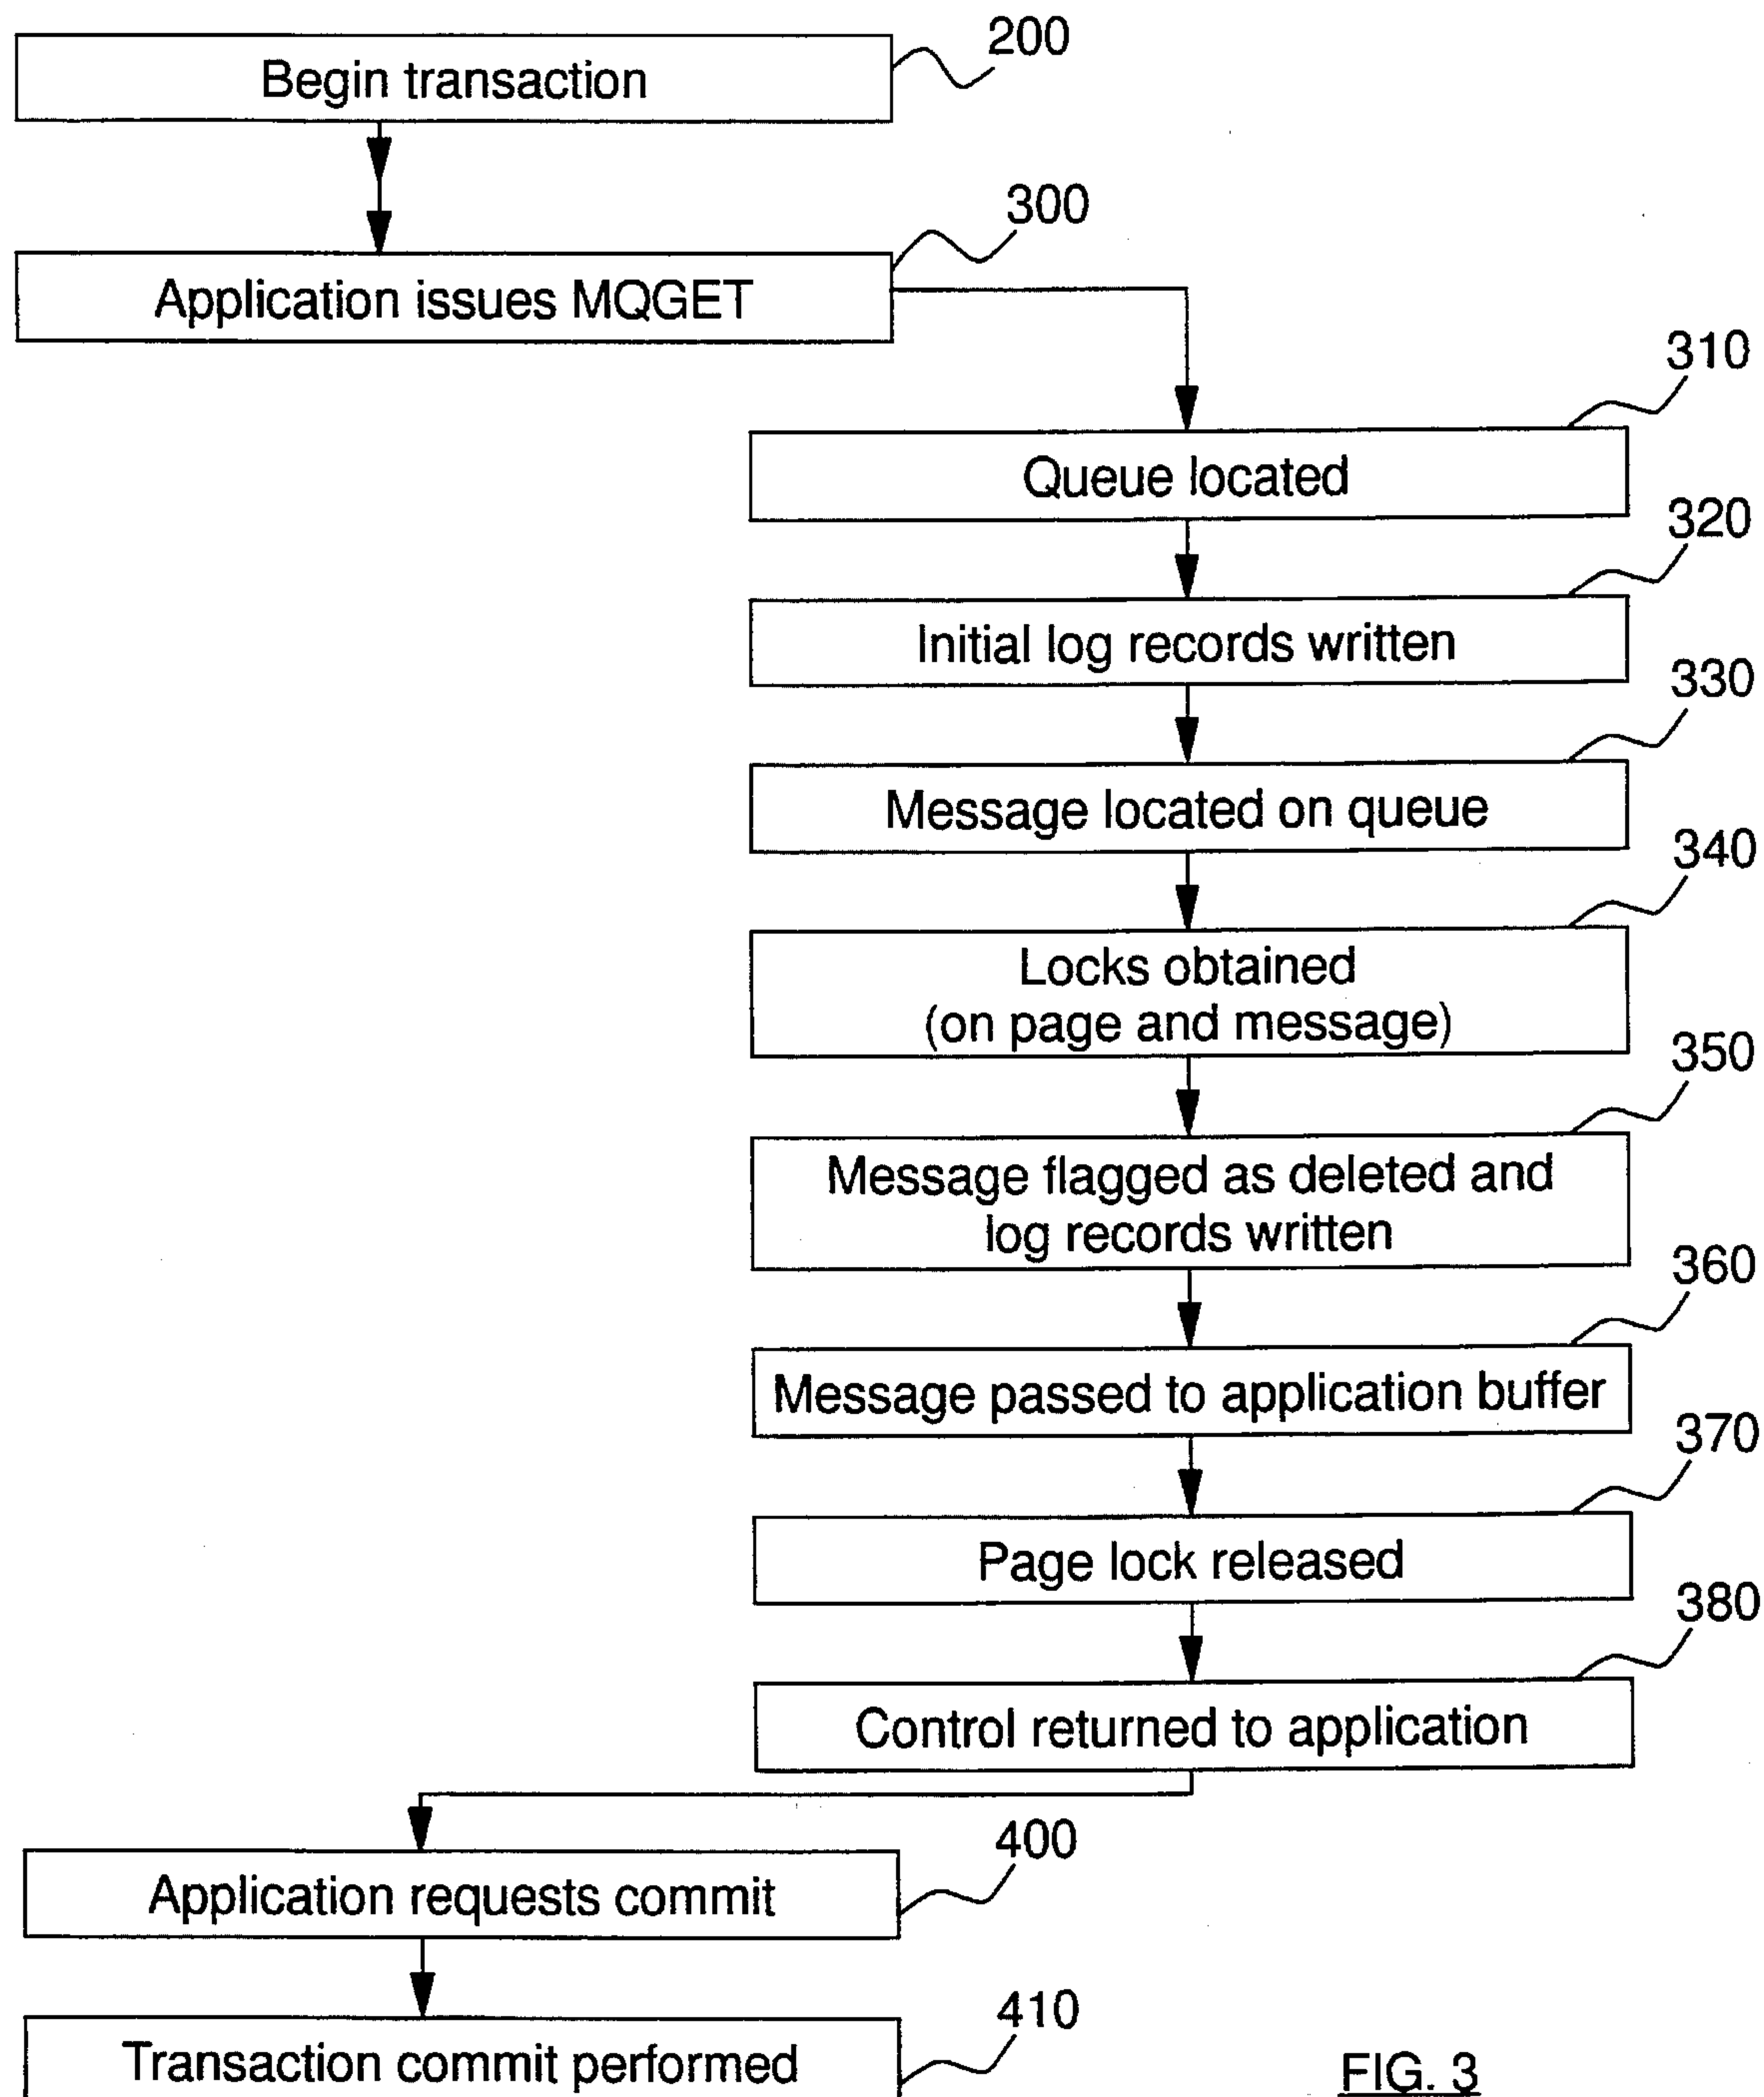 200
Begin transaction
300
Application issues MQGET
310
Queue located
320
Initial log records written
330
Message located on queue
340
Locks obtained
(on page and message)
350
Message flagged as deleted and
log records written
360
Message passed to application buffer
370
Page lock released
380
Control returned to application
400
Application requests commit
410
Transaction commit performed
FIG. 3